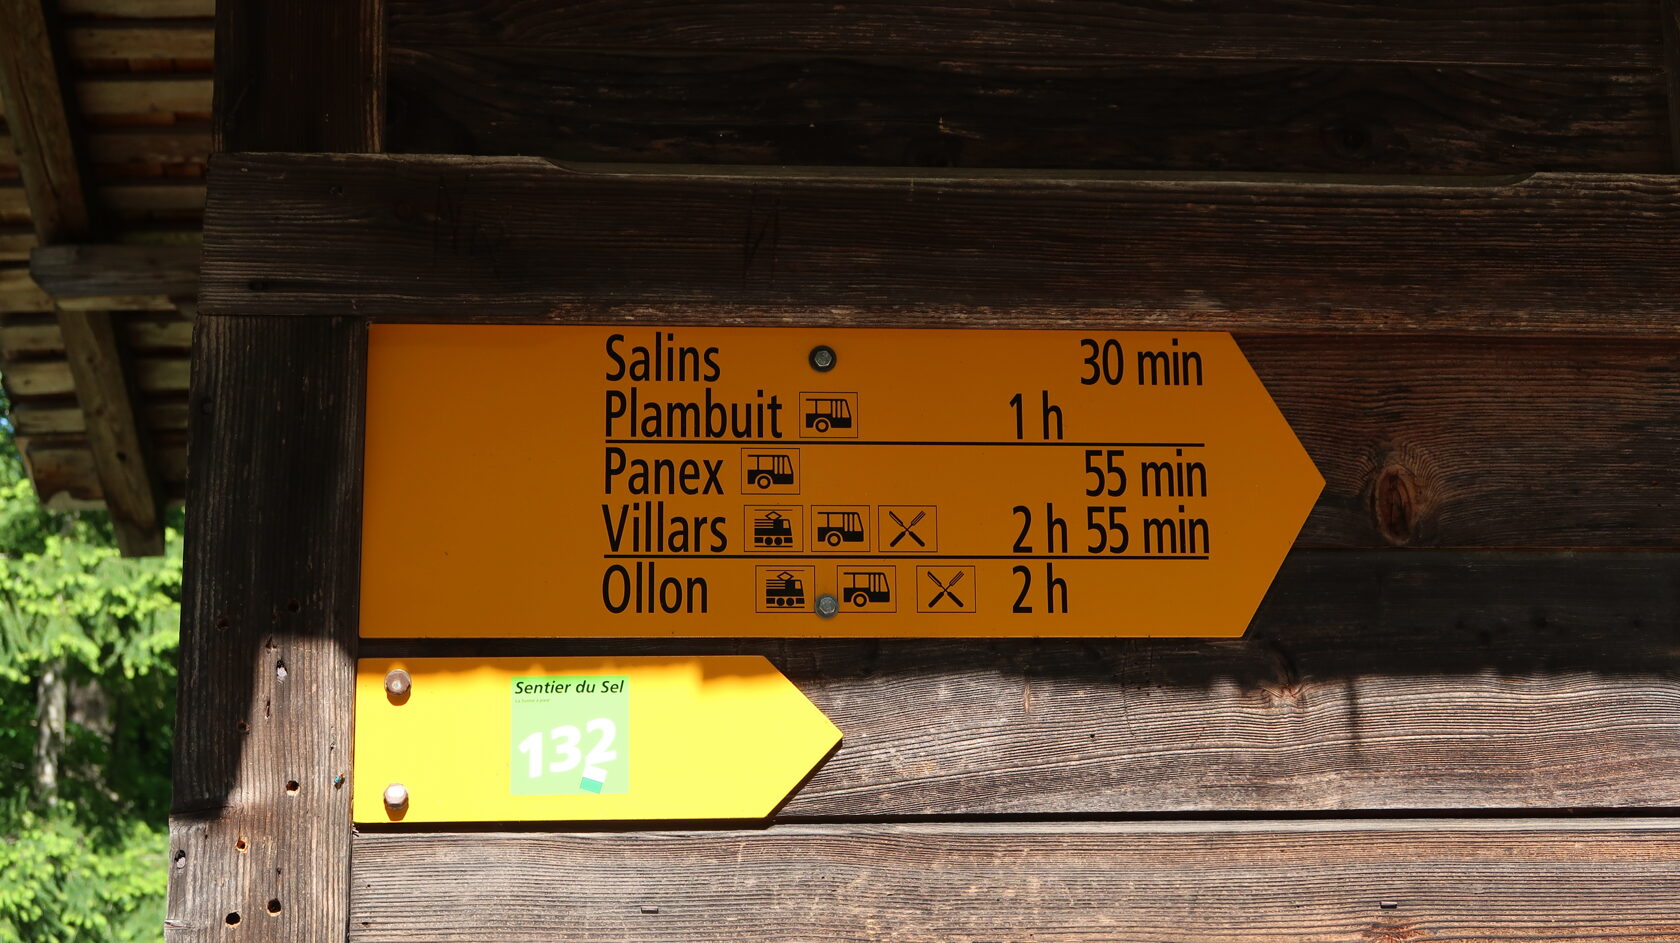 Salins 30 min
Plambuit 1 h
Panex 55 min
Villars 2 h 55 min
Ollon 2 h
Sentier du Sel
132